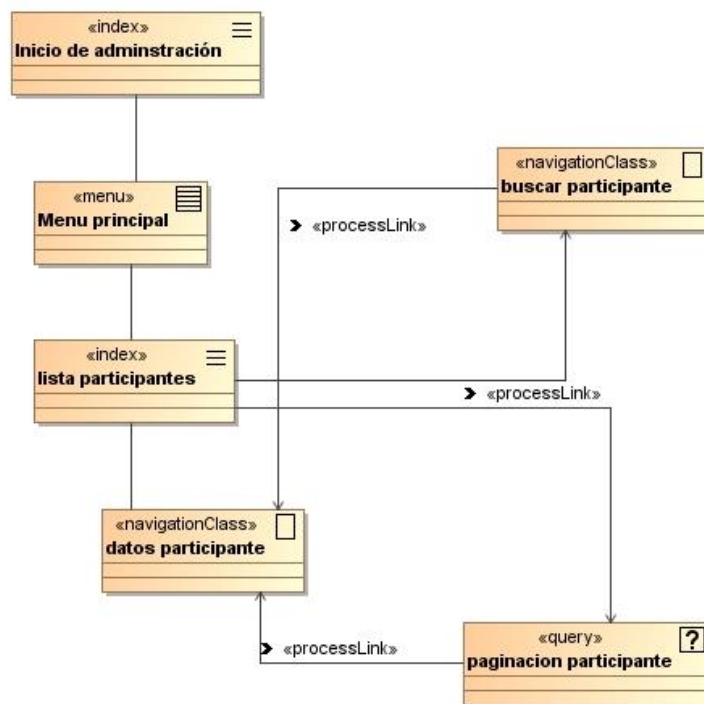 «index»
Inicio de adminstración
«menu»
Menu principal
«navigationClass»
buscar participante
«processLink»
«index»
lista participantes
«processLink»
«navigationClass»
datos participante
«processLink»
«query»
?
paginacion participante